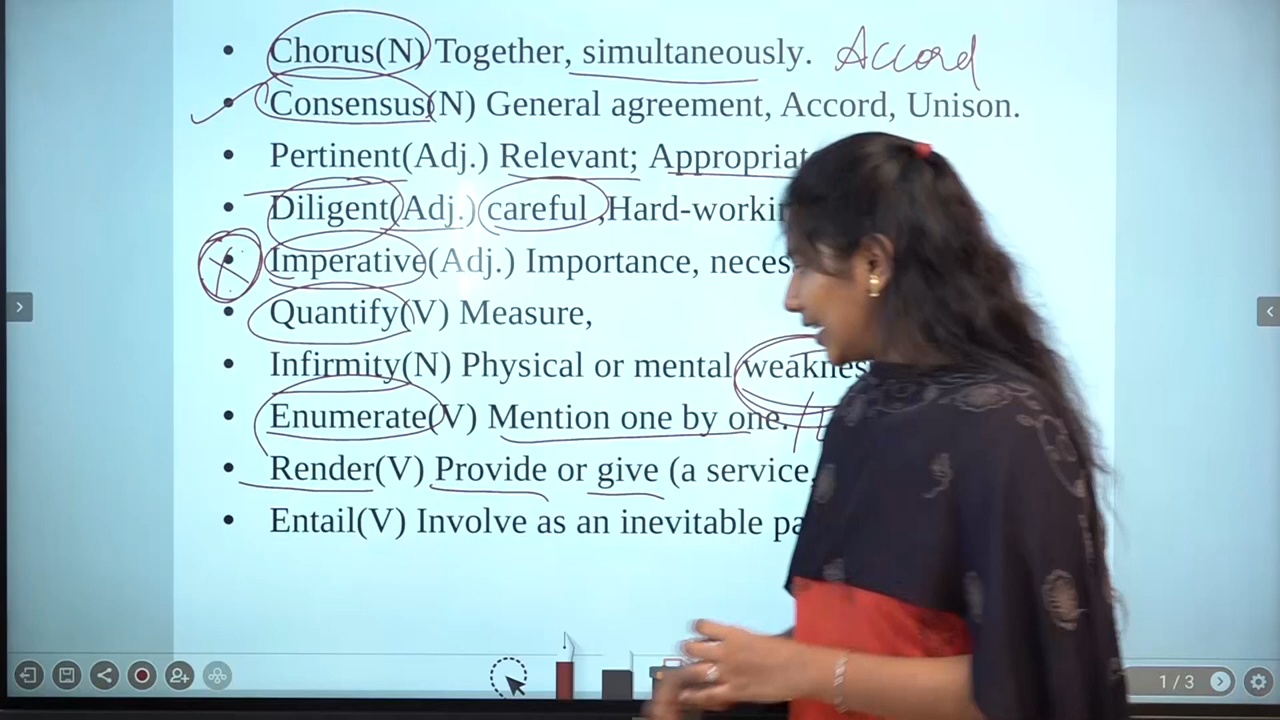 • Chorus(N) Together, simultaneously. Accord
• Consensus(N) General agreement, Accord, Unison.
• Pertinent(Adj.) Relevant; Appropriat
• Diligent(Adj.) careful ,Hard-workin
• Imperative(Adj.) Importance, neces
• Quantify(V) Measure,
• Infirmity(N) Physical or mental weaknes
• Enumerate(V) Mention one by one.
• Render(V) Provide or give (a service,
• Entail(V) Involve as an inevitable pa
1/3